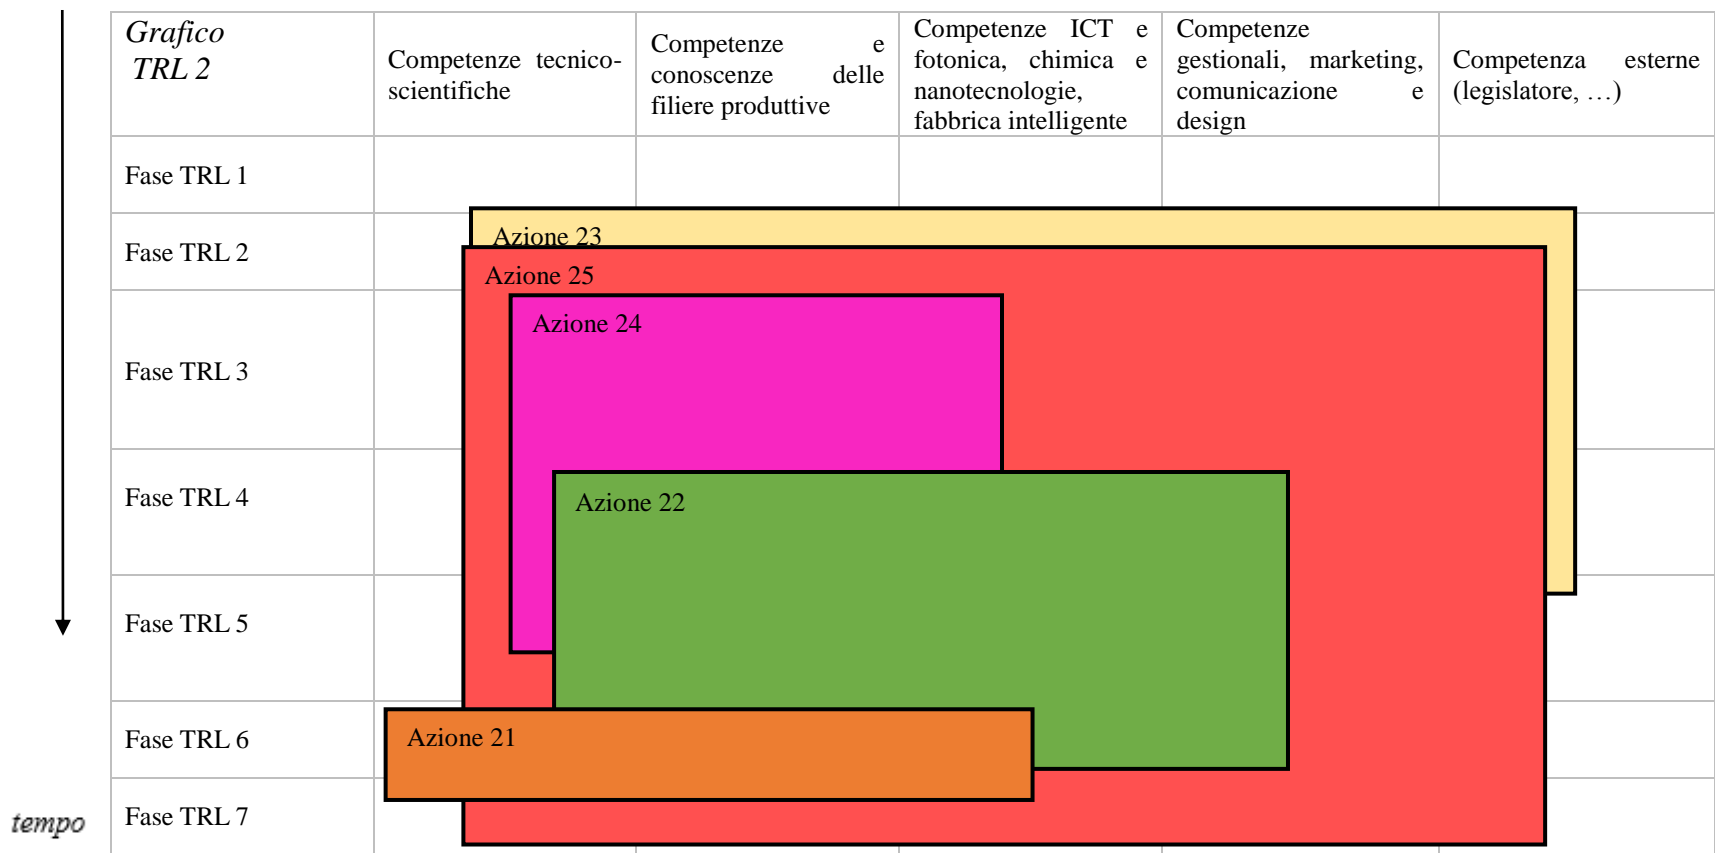 Grafico
TRL 2
Competenze tecnico-
scientifiche
Competenze e
conoscenze delle
filiere produttive
Competenze ICT e
fotonica, chimica e
nanotecnologie,
fabbrica intelligente
Competenze
gestionali, marketing,
comunicazione e
design
Competenza esterne
(legislatore, …)
Fase TRL 1
Fase TRL 2
Azione 23
Azione 25
Azione 24
Fase TRL 3
Fase TRL 4
Azione 22
Fase TRL 5
Fase TRL 6
Azione 21
Fase TRL 7
tempo